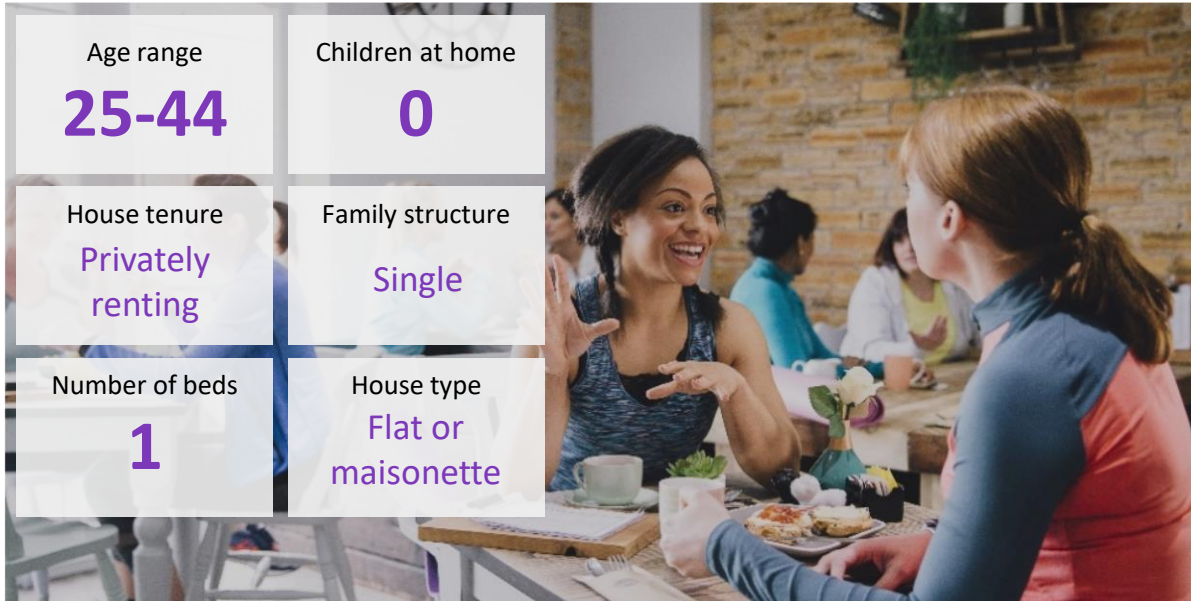 Age range
25-44
Children at home
0
House tenure
Privately
renting
Family structure
Single
Number of beds
1
House type
Flat or
maisonette